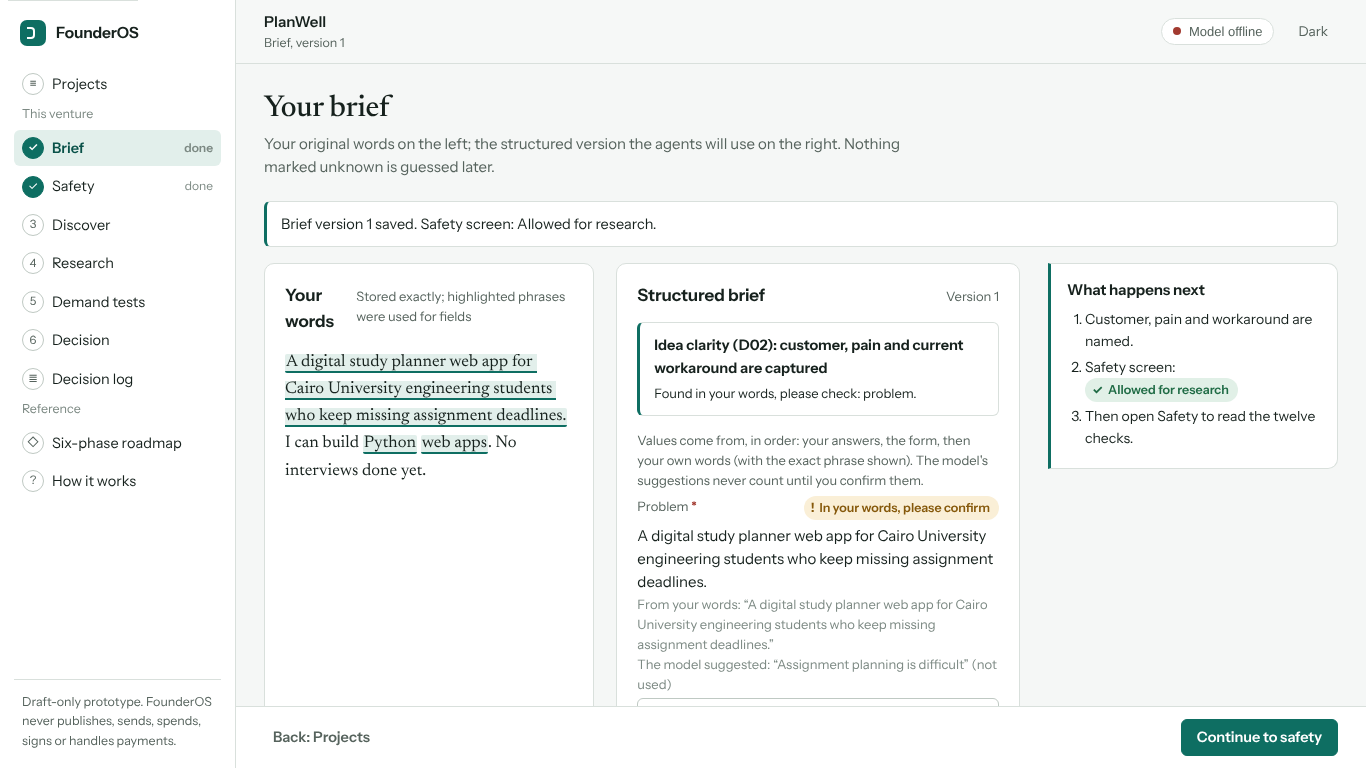 FounderOS
Projects
This venture
Brief done
Safety done
3 Discover
4 Research
5 Demand tests
6 Decision
Decision log
Reference
Six-phase roadmap
? How it works
Draft-only prototype. FounderOS
never publishes, sends, spends,
signs or handles payments.
PlanWell
Brief, version 1
Model offline
Dark
Your brief
Your original words on the left; the structured version the agents will use on the right. Nothing
marked unknown is guessed later.
Brief version 1 saved. Safety screen: Allowed for research.
Your
words
Stored exactly; highlighted phrases
were used for fields
A digital study planner web app for
Cairo University engineering students
who keep missing assignment deadlines.
I can build Python web apps. No
interviews done yet.
Structured brief
Version 1
Idea clarity (D02): customer, pain and current
workaround are captured
Found in your words, please check: problem.
Values come from, in order: your answers, the form, then
your own words (with the exact phrase shown). The model's
suggestions never count until you confirm them.
Problem *
! In your words, please confirm
A digital study planner web app for Cairo University
engineering students who keep missing assignment
deadlines.
From your words: “A digital study planner web app for Cairo
University engineering students who keep missing
assignment deadlines.”
The model suggested: “Assignment planning is difficult” (not
used)
What happens next
1. Customer, pain and workaround are
named.
2. Safety screen:
✓ Allowed for research
3. Then open Safety to read the twelve
checks.
Back: Projects
Continue to safety